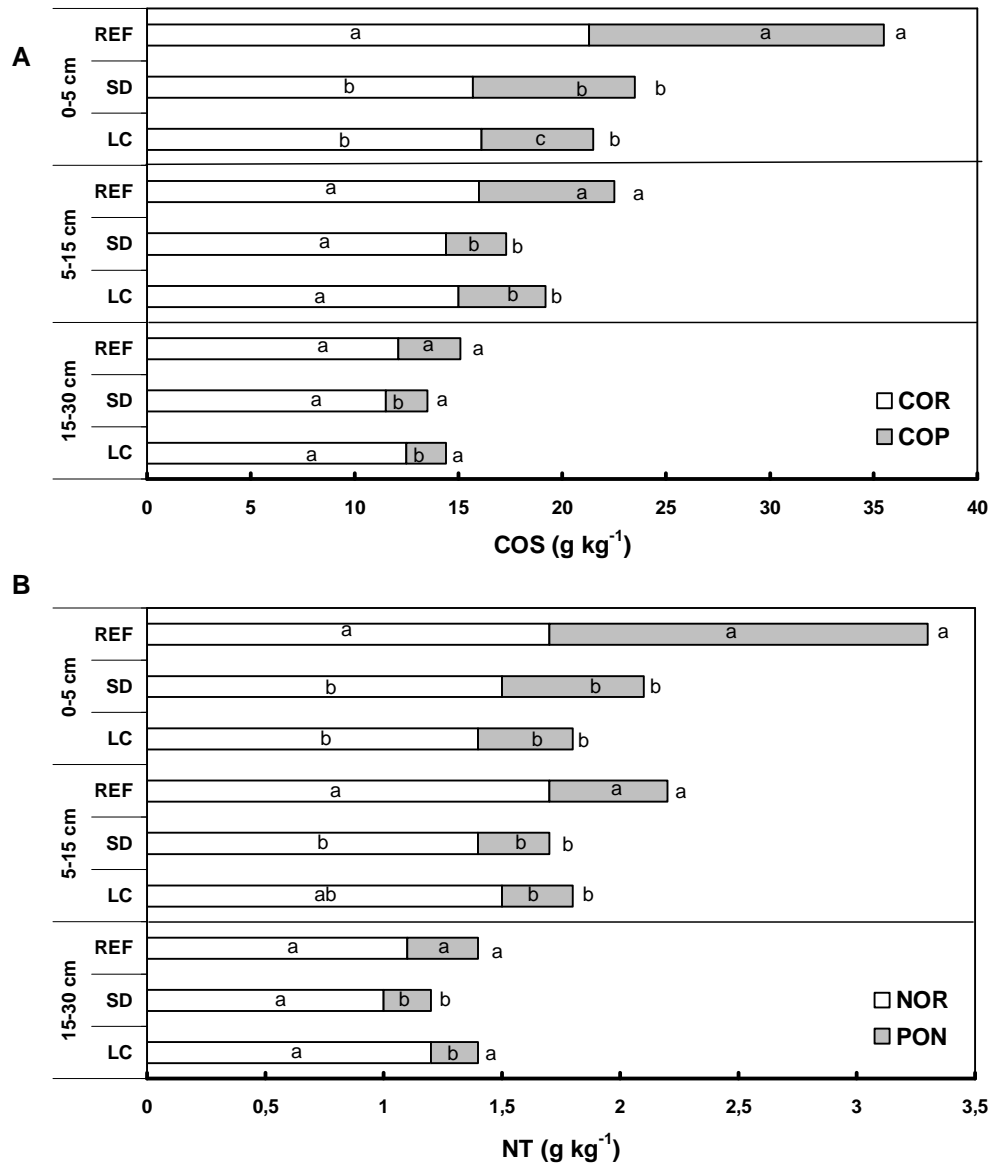 A
0-5 cm
REF
a
a
a
SD
b
b
b
LC
b
c
b
5-15 cm
REF
a
a
a
SD
a
b
b
LC
a
b
b
15-30 cm
REF
a
a
a
SD
a
b
a
LC
a
b
a
COR
COP
0 5 10 15 20 25 30 35 40
COS (g kg⁻¹)
B
0-5 cm
REF
a
a
a
SD
b
b
b
LC
b
b
b
5-15 cm
REF
a
a
a
SD
b
b
b
LC
ab
b
b
15-30 cm
REF
a
a
a
SD
a
b
b
LC
a
b
a
NOR
PON
0 0,5 1 1,5 2 2,5 3 3,5
NT (g kg⁻¹)